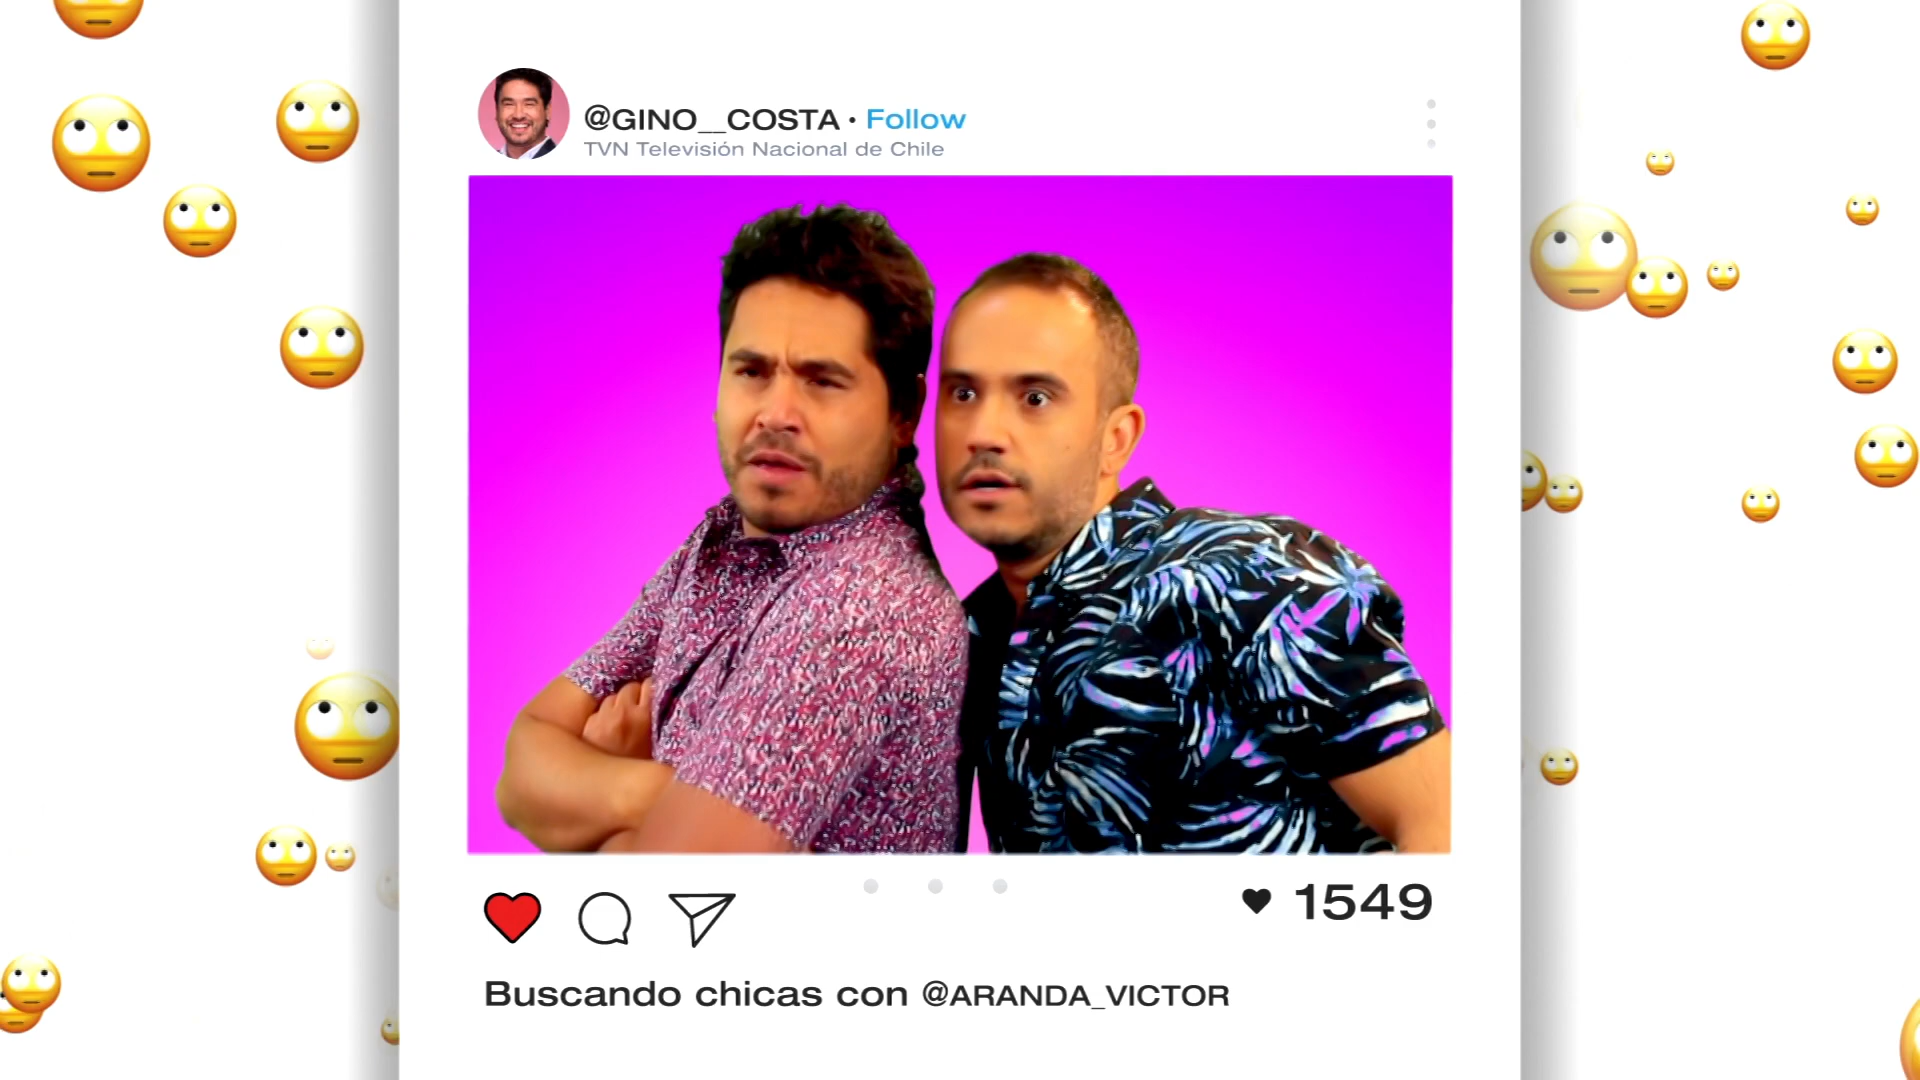 @GINO__COSTA · Follow
TVN Televisión Nacional de Chile
1549
Buscando chicas con @ARANDA_VICTOR